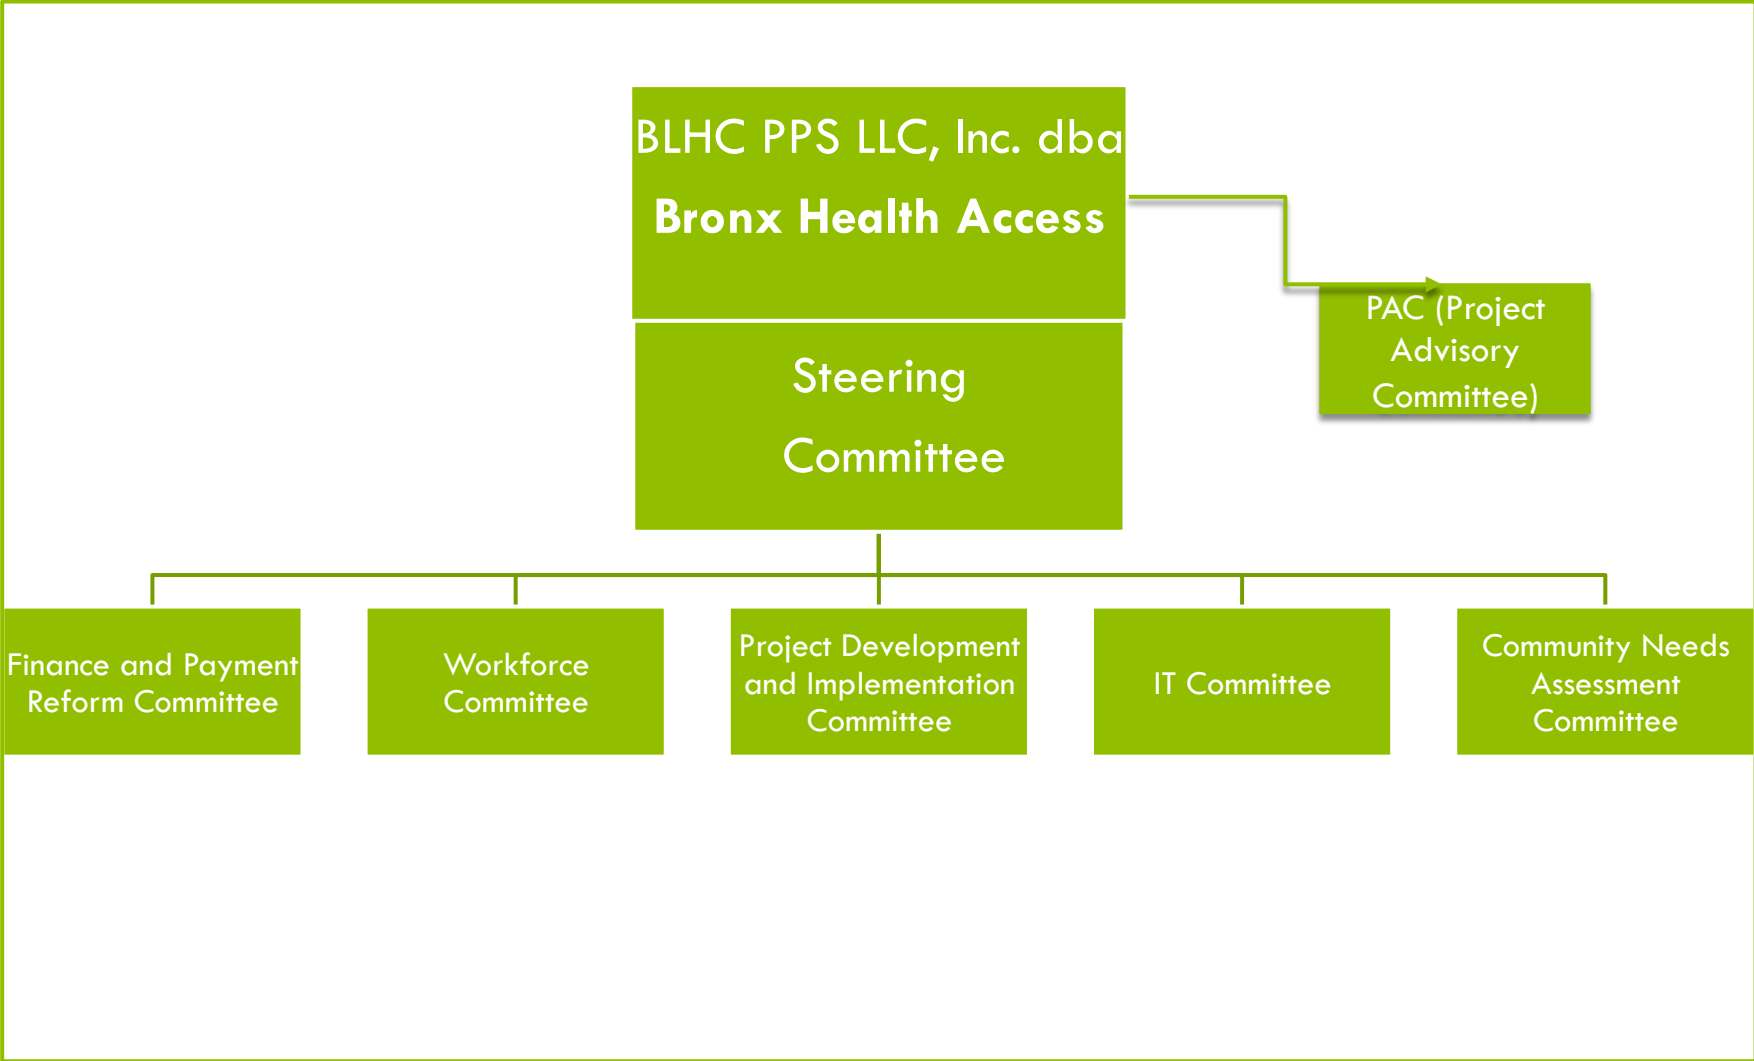 BLHC PPS LLC, Inc. dba
Bronx Health Access
Steering
Committee
PAC (Project
Advisory
Committee)
Finance and Payment
Reform Committee
Workforce
Committee
Project Development
and Implementation
Committee
IT Committee
Community Needs
Assessment
Committee